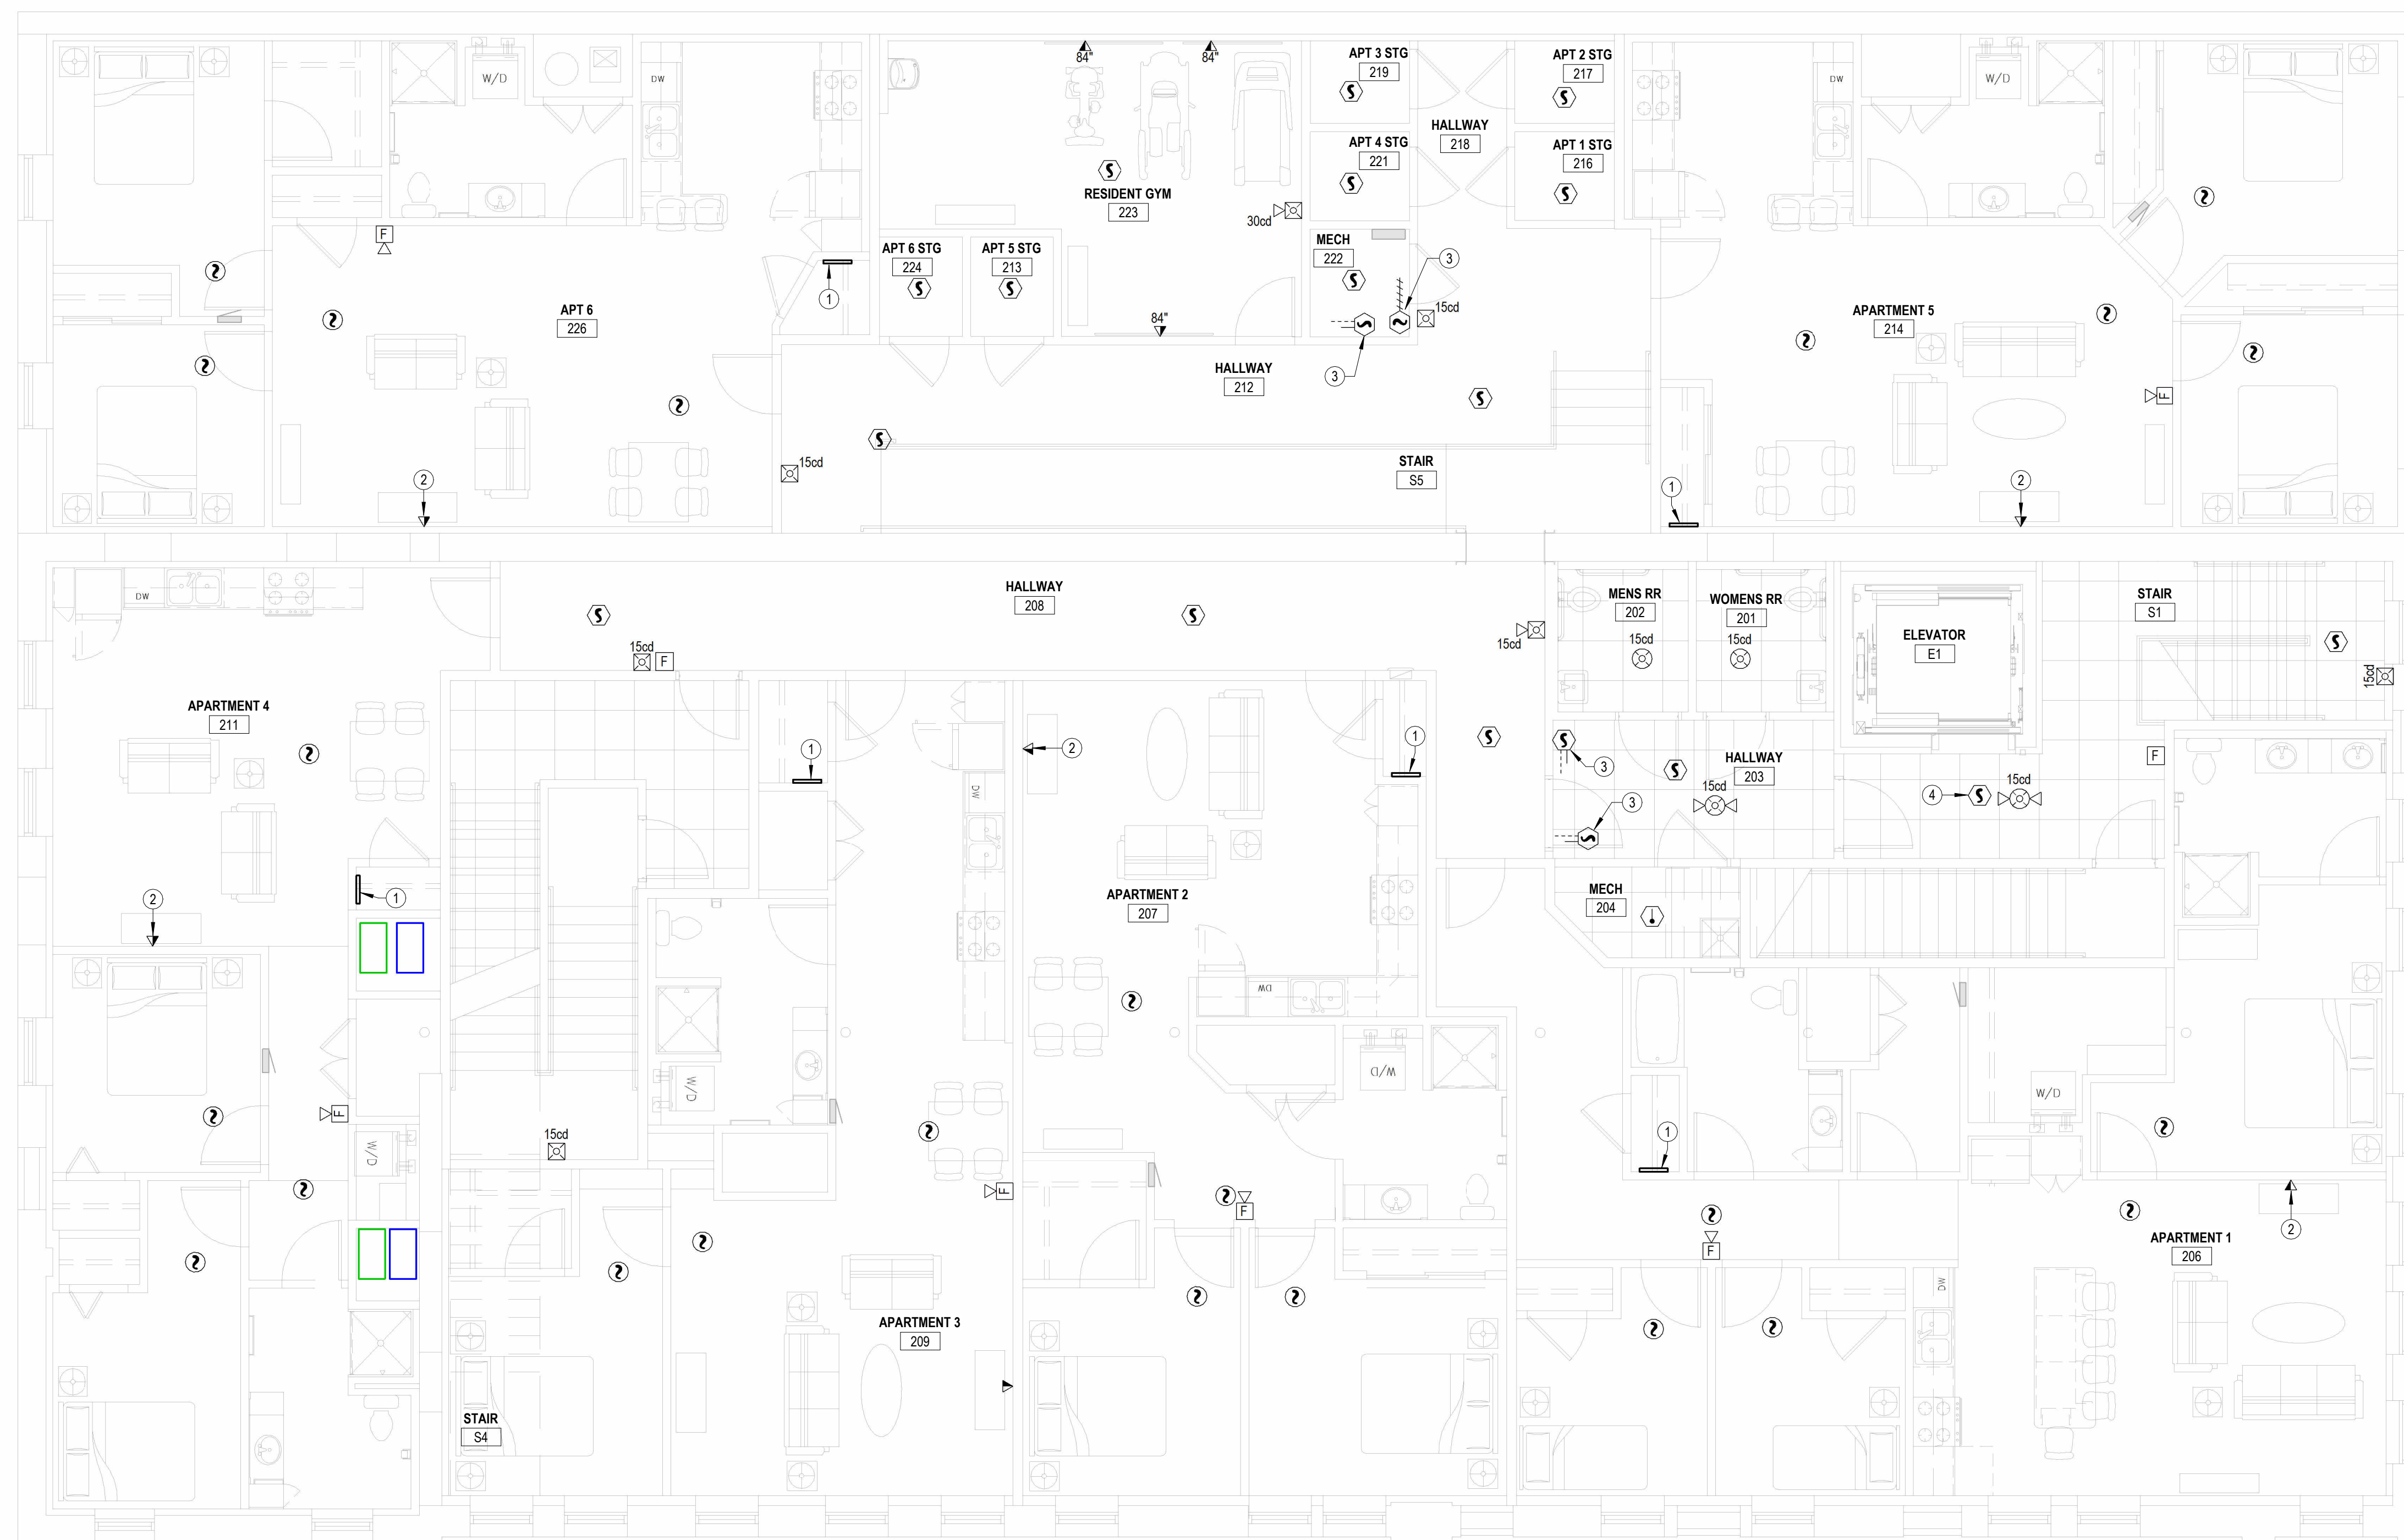 84"
84"
APT 3 STG
219
APT 2 STG
217
W/D
DW
DW
W/D
S
S
HALLWAY
218
APT 4 STG
221
APT 1 STG
216
S
RESIDENT GYM
223
S
S
30cd
F
APT 6 STG
224
APT 5 STG
213
MECH
222
3
S
S
S
1
APT 6
226
84"
15cd
S
APARTMENT 5
214
HALLWAY
212
3
F
S
S
15cd
STAIR
S5
2
2
1
HALLWAY
208
DW
MENS RR
202
WOMENS RR
201
STAIR
S1
S
S
15cd
15cd
15cd
ELEVATOR
E1
S
15cd
F
15cd
APARTMENT 4
211
1
2
1
S
S
3
HALLWAY
203
S
F
DW
15cd
15cd
4
S
3
S
1
2
APARTMENT 2
207
MECH
204
DW
W/D
W/D
W/D
F
W/D
15cd
1
F
F
F
APARTMENT 1
206
2
DW
APARTMENT 3
209
STAIR
S4